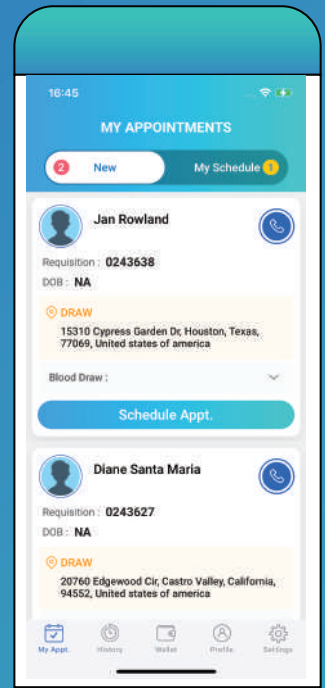 16:45
MY APPOINTMENTS
2 New My Schedule 1
Jan Rowland
Requisition : 0243638
DOB : NA
DRAW
15310 Cypress Garden Dr, Houston, Texas,
77069, United states of america
Blood Draw :
Schedule Appt.
Diane Santa Maria
Requisition : 0243627
DOB : NA
DRAW
20760 Edgewood Cir, Castro Valley, California,
94552, United states of america
My Appt. History Wallet Profile Settings